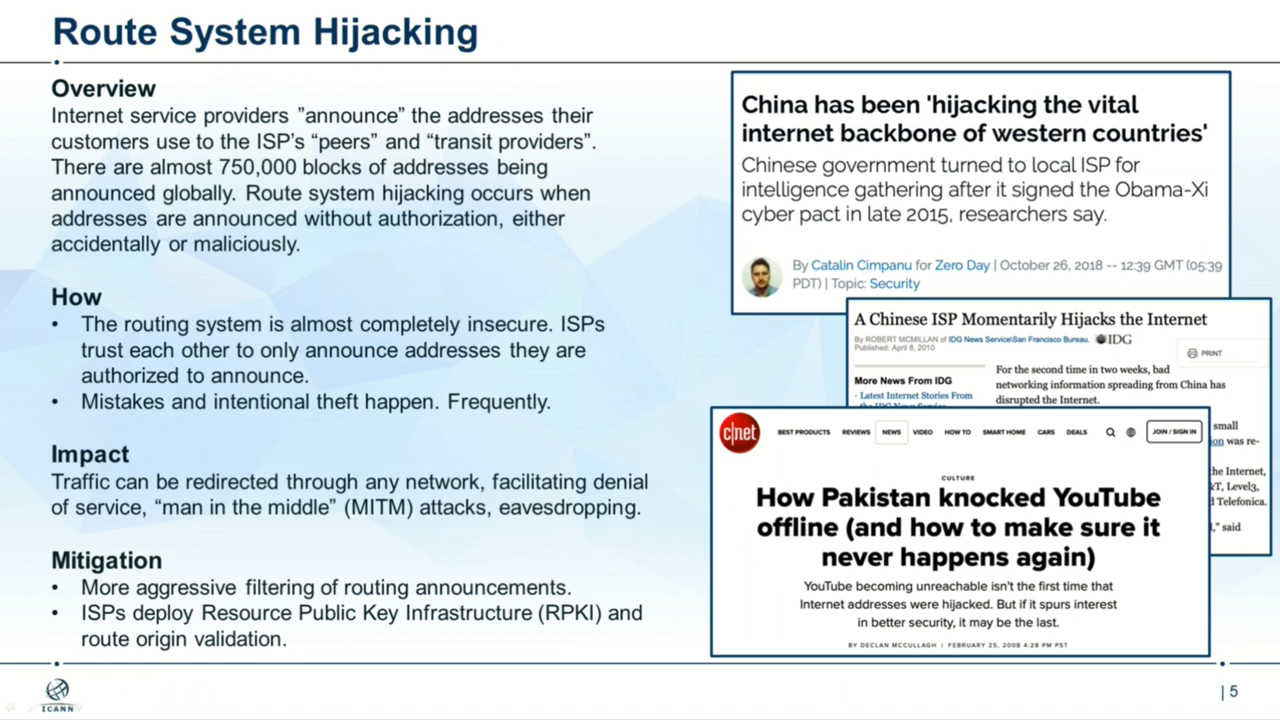 Route System Hijacking
Overview
Internet service providers ”announce” the addresses their
customers use to the ISP’s “peers” and “transit providers”.
There are almost 750,000 blocks of addresses being
announced globally. Route system hijacking occurs when
addresses are announced without authorization, either
accidentally or maliciously.
How
• The routing system is almost completely insecure. ISPs
trust each other to only announce addresses they are
authorized to announce.
• Mistakes and intentional theft happen. Frequently.
Impact
Traffic can be redirected through any network, facilitating denial
of service, “man in the middle” (MITM) attacks, eavesdropping.
Mitigation
• More aggressive filtering of routing announcements.
• ISPs deploy Resource Public Key Infrastructure (RPKI) and
route origin validation.
China has been 'hijacking the vital
internet backbone of western countries'
Chinese government turned to local ISP for
intelligence gathering after it signed the Obama-Xi
cyber pact in late 2015, researchers say.
By Catalin Cimpanu for Zero Day | October 26, 2018 -- 12:39 GMT (05:39
PDT) | Topic: Security
A Chinese ISP Momentarily Hijacks the Internet
By ROBERT MCMILLAN of IDG News Service\San Francisco Bureau, IDG
Published: April 8, 2010
PRINT
More News From IDG
· Latest Internet Stories From
the IDG News Service
For the second time in two weeks, bad
networking information spreading from China has
disrupted the Internet.
small
on was re-
the Internet,
&T, Level3,
d Telefonica.
," said
c|net
BEST PRODUCTS REVIEWS NEWS VIDEO HOW TO SMART HOME CARS DEALS JOIN / SIGN IN
CULTURE
How Pakistan knocked YouTube
offline (and how to make sure it
never happens again)
YouTube becoming unreachable isn't the first time that
Internet addresses were hijacked. But if it spurs interest
in better security, it may be the last.
BY DECLAN MCCULLAGH | FEBRUARY 25, 2008 4:28 PM PST
ICANN
| 5